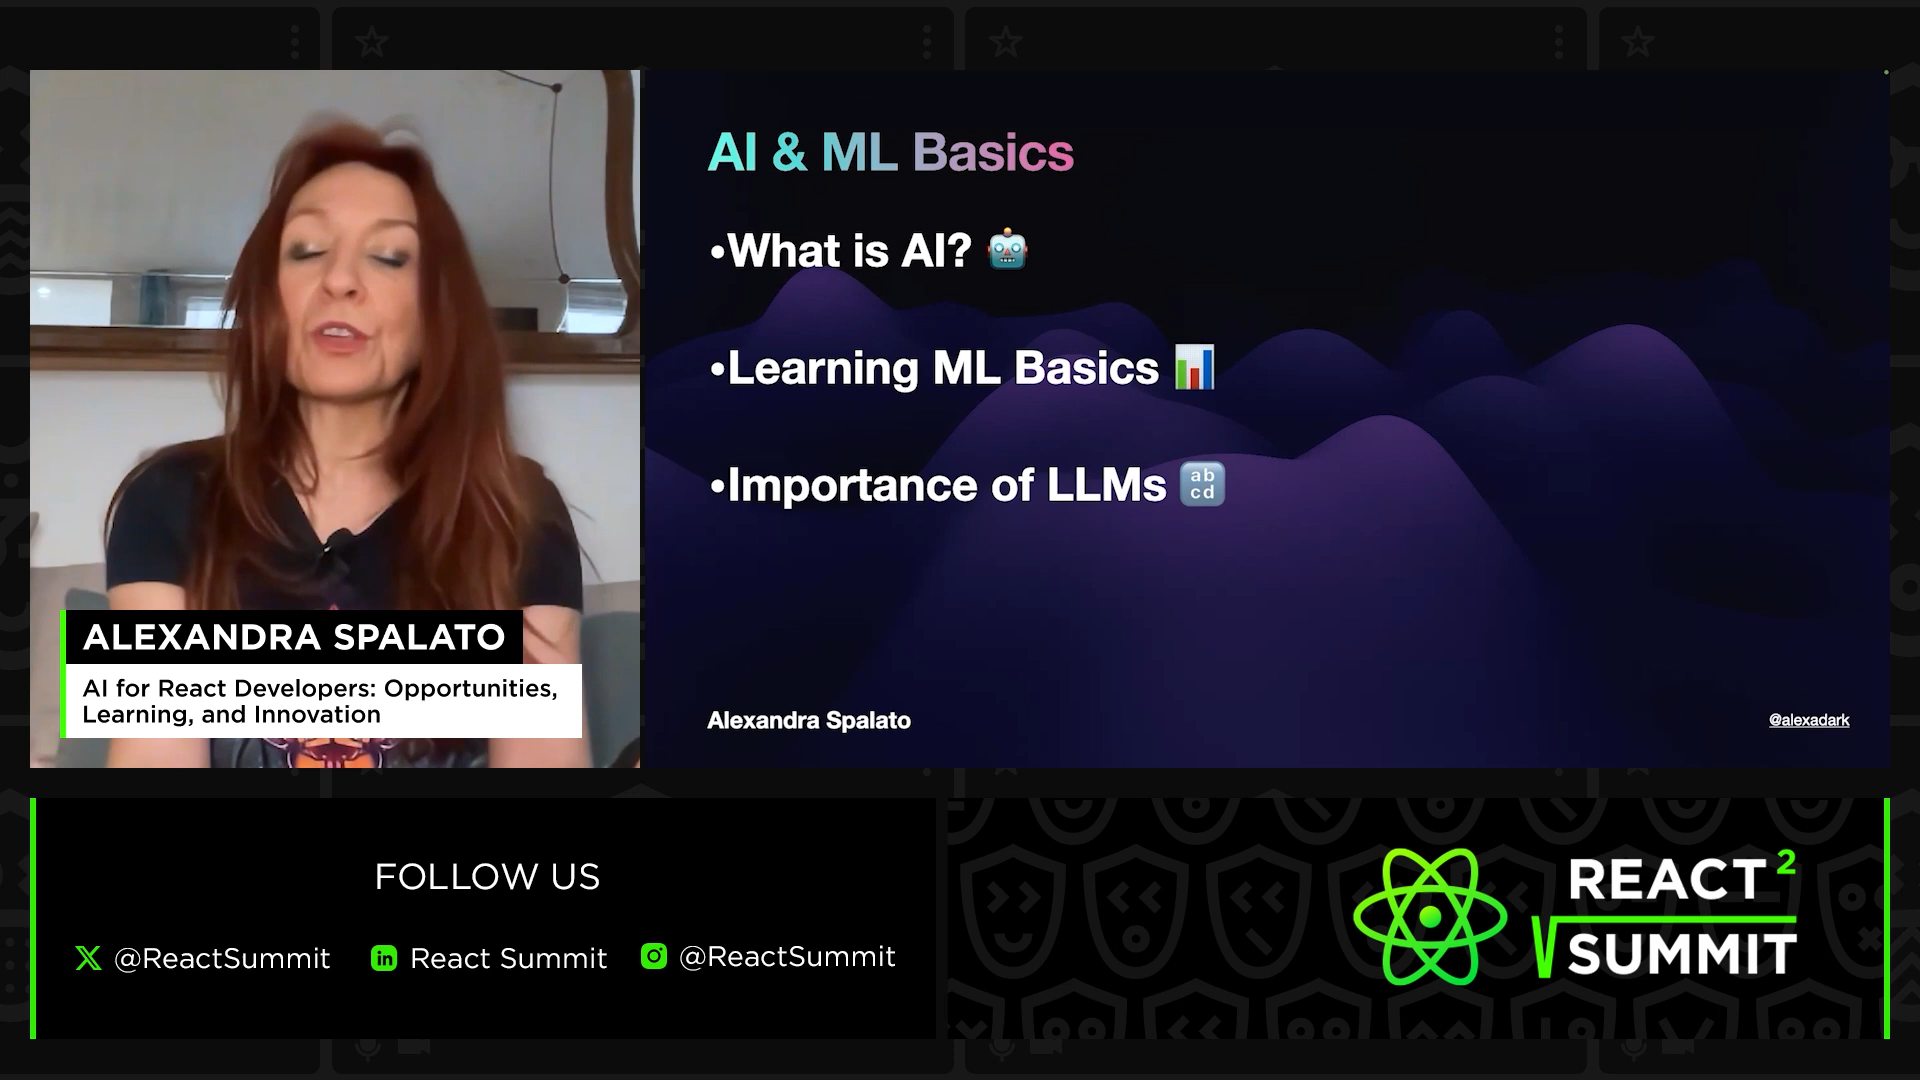 AI & ML Basics
•What is AI? 🤖
•Learning ML Basics 📊
•Importance of LLMs 🔡
Alexandra Spalato
@alexadark
ALEXANDRA SPALATO
AI for React Developers: Opportunities,
Learning, and Innovation
FOLLOW US
@ReactSummit
React Summit
@ReactSummit
REACT 2
SUMMIT